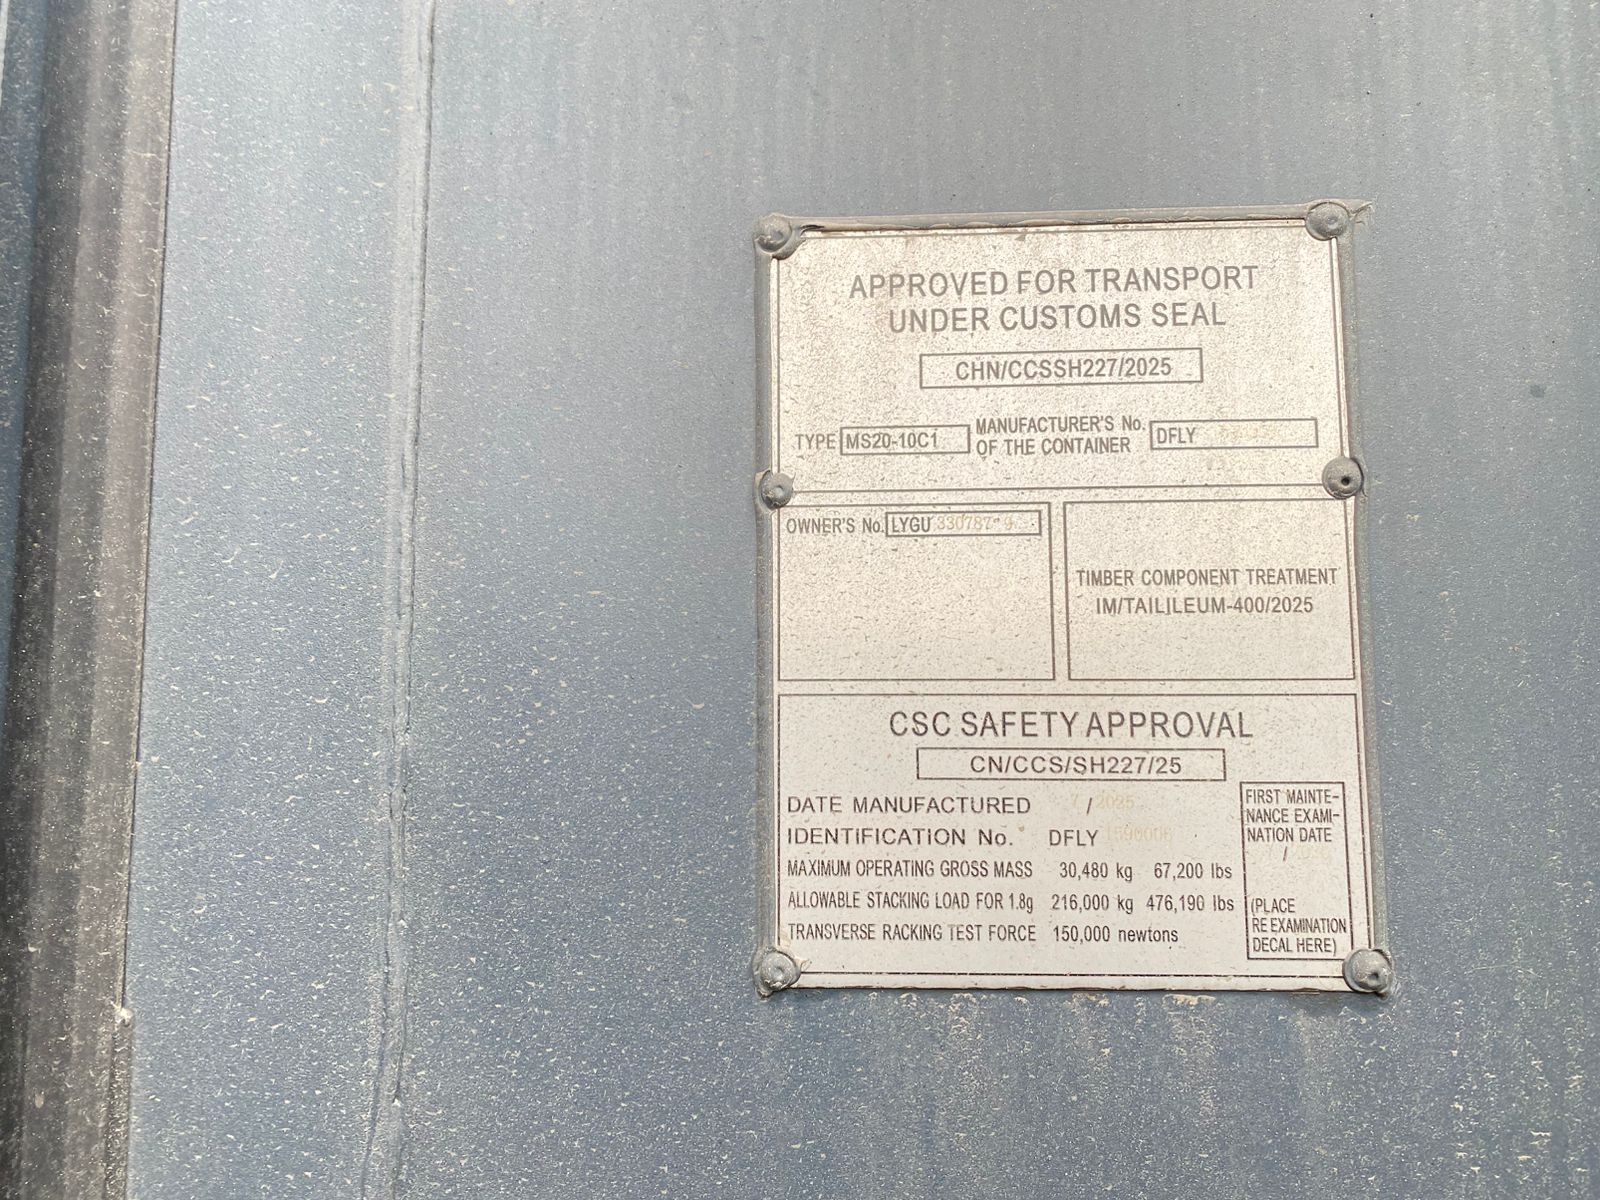 APPROVED FOR TRANSPORT
UNDER CUSTOMS SEAL
CHN/CCSSH227/2025
TYPE MS20-10C1 MANUFACTURER'S No. OF THE CONTAINER DFLY
OWNER'S No. LYGU 330787 9
TIMBER COMPONENT TREATMENT
IM/TAILILEUM-400/2025
CSC SAFETY APPROVAL
CN/CCS/SH227/25
DATE MANUFACTURED 7 / 2025
IDENTIFICATION No. DFLY
MAXIMUM OPERATING GROSS MASS 30,480 kg 67,200 lbs
ALLOWABLE STACKING LOAD FOR 1.8g 216,000 kg 476,190 lbs
TRANSVERSE RACKING TEST FORCE 150,000 newtons
FIRST MAINTE-
NANCE EXAMI-
NATION DATE
/
(PLACE
RE EXAMINATION
DECAL HERE)